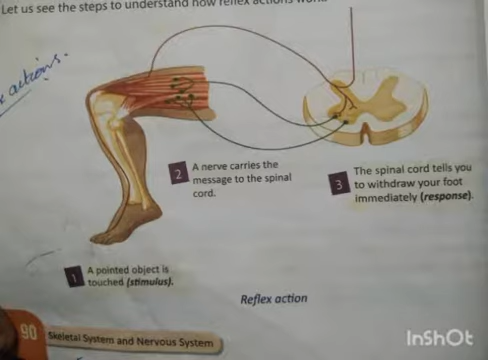 Let us see the steps to understand how reflex actions work
actions.
2
A nerve carries the
message to the spinal
cord.
3
The spinal cord tells you
to withdraw your foot
immediately (response).
1
A pointed object is
touched (stimulus).
Reflex action
90
Skeletal System and Nervous System
InShOt